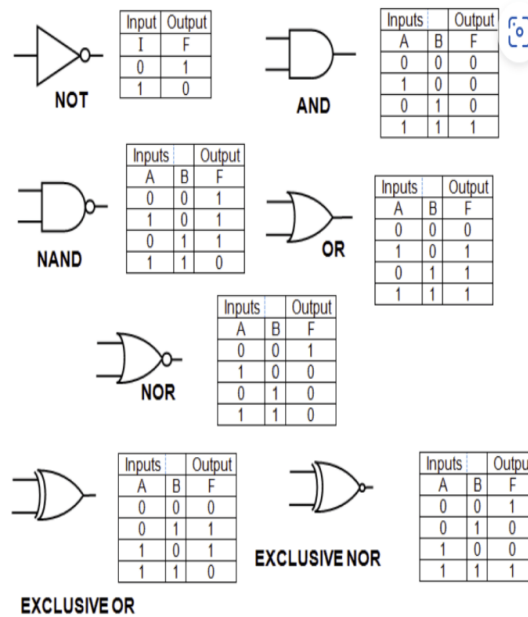 Input Output
I F
0 1
1 0
NOT
Inputs Output
A B F
0 0 0
1 0 0
0 1 0
1 1 1
AND
Inputs Output
A B F
0 0 1
1 0 1
0 1 1
1 1 0
NAND
Inputs Output
A B F
0 0 0
1 0 1
0 1 1
1 1 1
OR
Inputs Output
A B F
0 0 1
1 0 0
0 1 0
1 1 0
NOR
Inputs Output
A B F
0 0 0
0 1 1
1 0 1
1 1 0
EXCLUSIVE OR
Inputs Outpu
A B F
0 0 1
0 1 0
1 0 0
1 1 1
EXCLUSIVE NOR